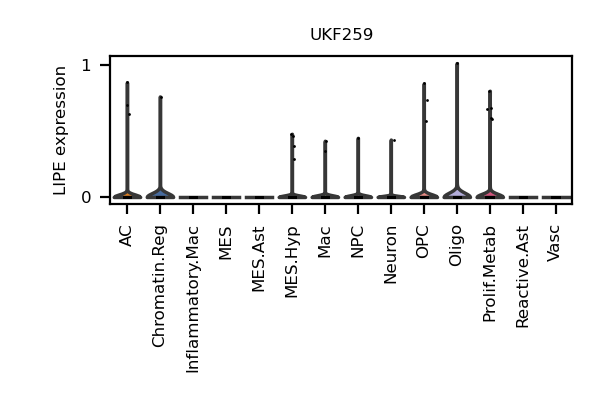 UKF259
LIPE expression
1
0
AC
Chromatin.Reg
Inflammatory.Mac
MES
MES.Ast
MES.Hyp
Mac
NPC
Neuron
OPC
Oligo
Prolif.Metab
Reactive.Ast
Vasc